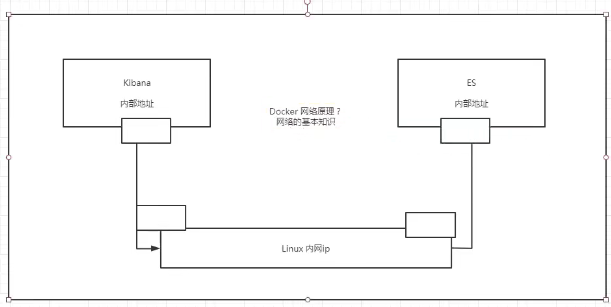 Kibana
内部地址
ES
内部地址
Docker 网络原理？
网络的基本知识
Linux 内网ip